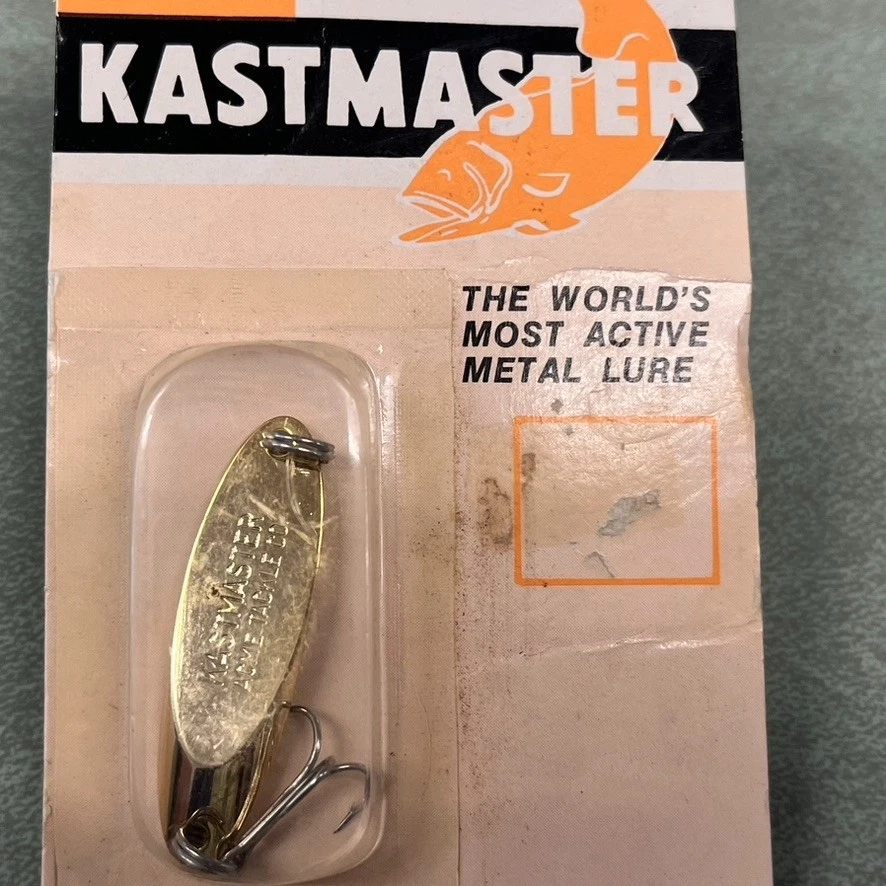 KASTMASTER
THE WORLD'S
MOST ACTIVE
METAL LURE
KASTMASTER
ACME TACKLE CO